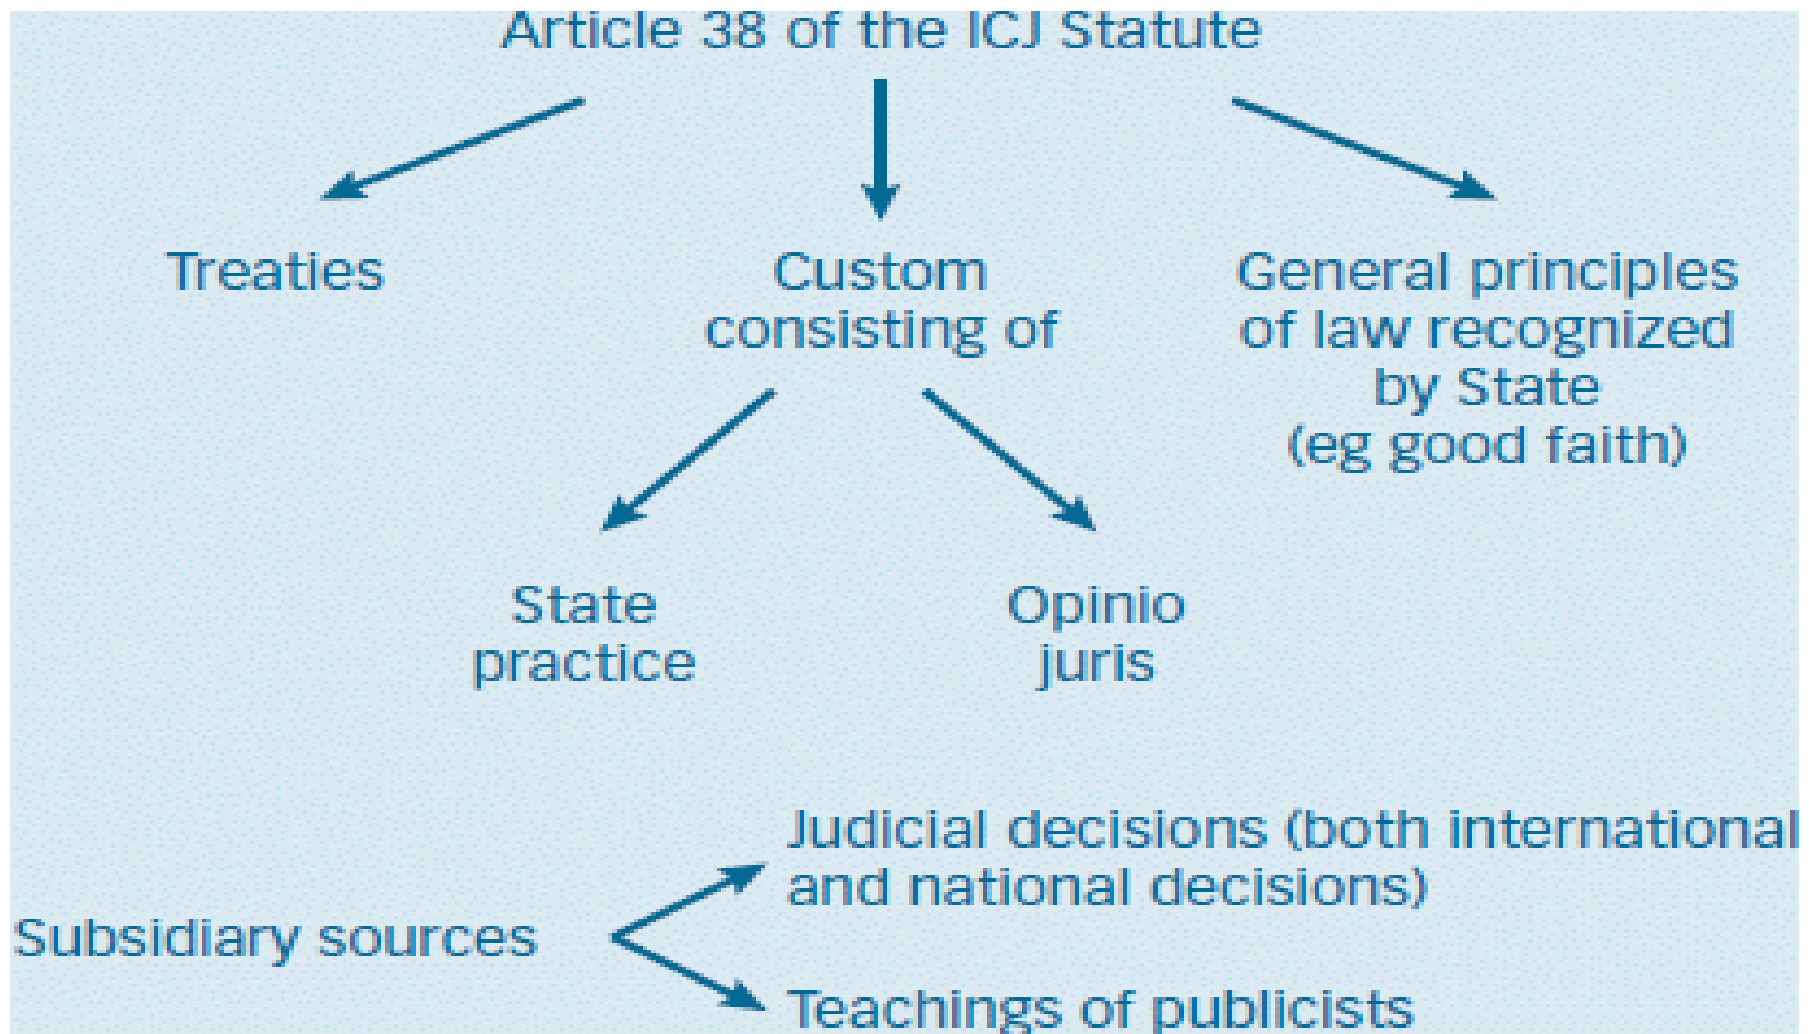 Article 38 of the ICJ Statute
Treaties
Custom
consisting of
General principles
of law recognized
by State
(eg good faith)
State
practice
Opinio
juris
Subsidiary sources
Judicial decisions (both international
and national decisions)
Teachings of publicists